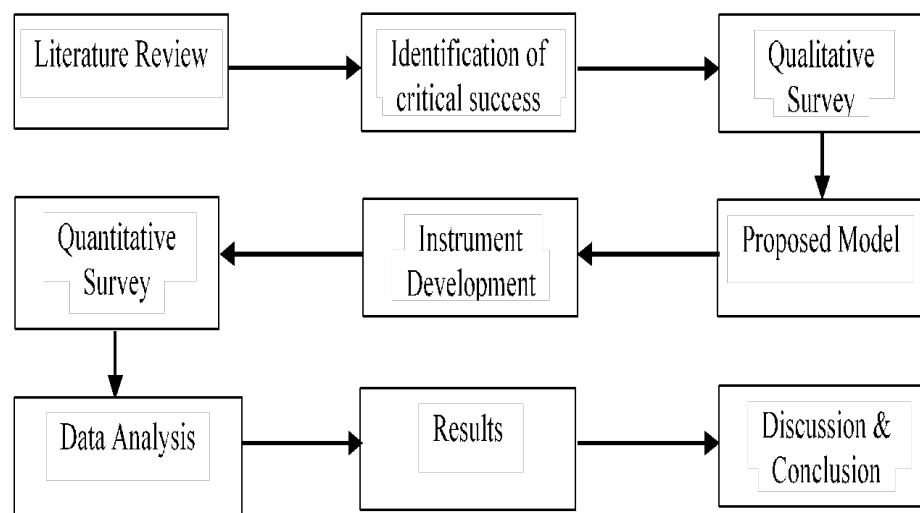 Literature Review
Identification of
critical success
Qualitative
Survey
Proposed Model
Instrument
Development
Quantitative
Survey
Data Analysis
Results
Discussion &
Conclusion